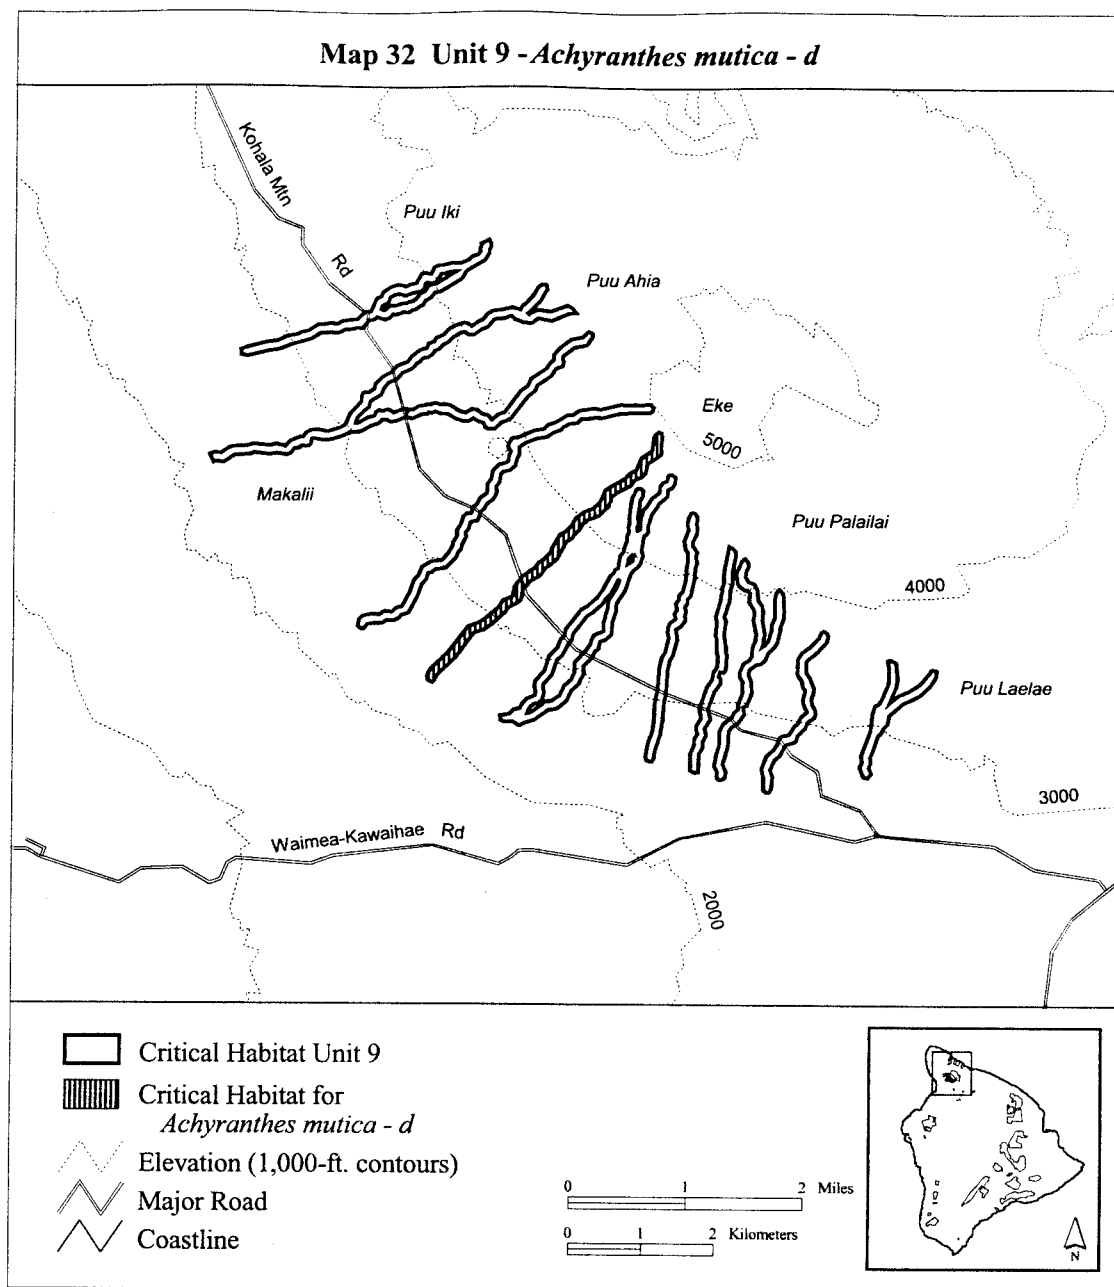 Map 32 Unit 9 - Achyranthes mutica - d
Kohala Mtn
Rd
Puu Iki
Puu Ahia
Eke
5000
Makalii
Puu Palailai
4000
Puu Laelae
3000
Waimea-Kawaihae Rd
2000
Critical Habitat Unit 9
Critical Habitat for
Achyranthes mutica - d
Elevation (1,000-ft. contours)
Major Road
Coastline
0 1 2 Miles
0 1 2 Kilometers
N